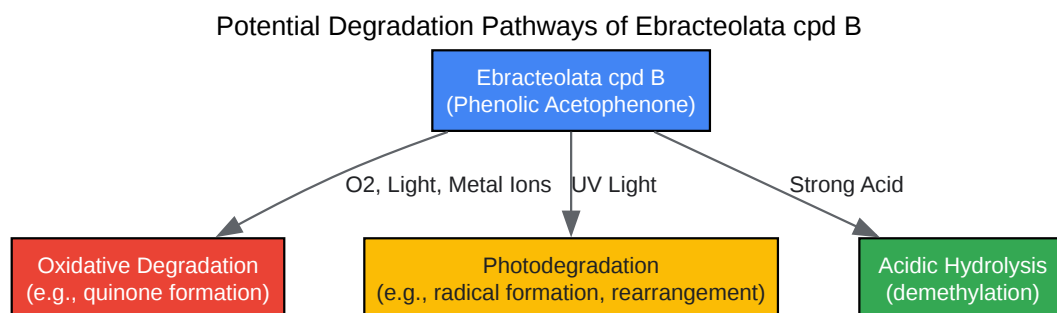 Potential Degradation Pathways of Ebracteolata cpd B
Ebracteolata cpd B
(Phenolic Acetophenone)
O2, Light, Metal Ions
UV Light
Strong Acid
Oxidative Degradation
(e.g., quinone formation)
Photodegradation
(e.g., radical formation, rearrangement)
Acidic Hydrolysis
(demethylation)